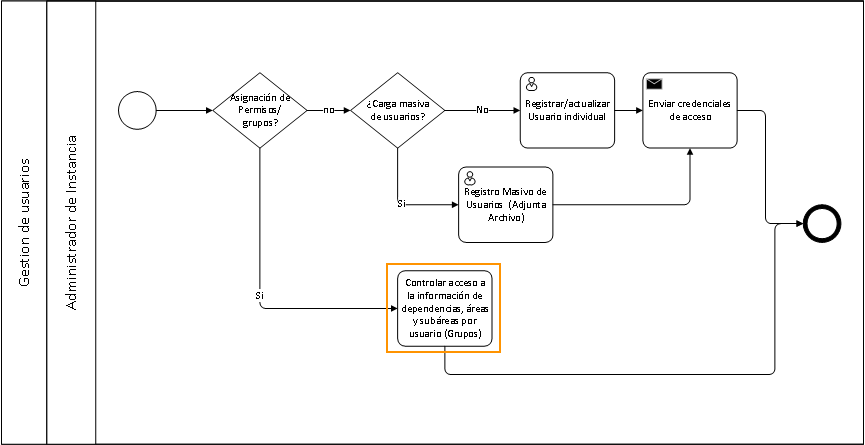 Gestion de usuarios
Administrador de Instancia
Asignación de
Permisos/
grupos?
no
¿Carga masiva
de usuarios?
No
Registrar/actualizar
Usuario individual
Enviar credenciales
de acceso
Si
Registro Masivo de
Usuarios (Adjunta
Archivo)
Si
Controlar acceso a
la información de
dependencias, áreas
y subáreas por
usuario (Grupos)